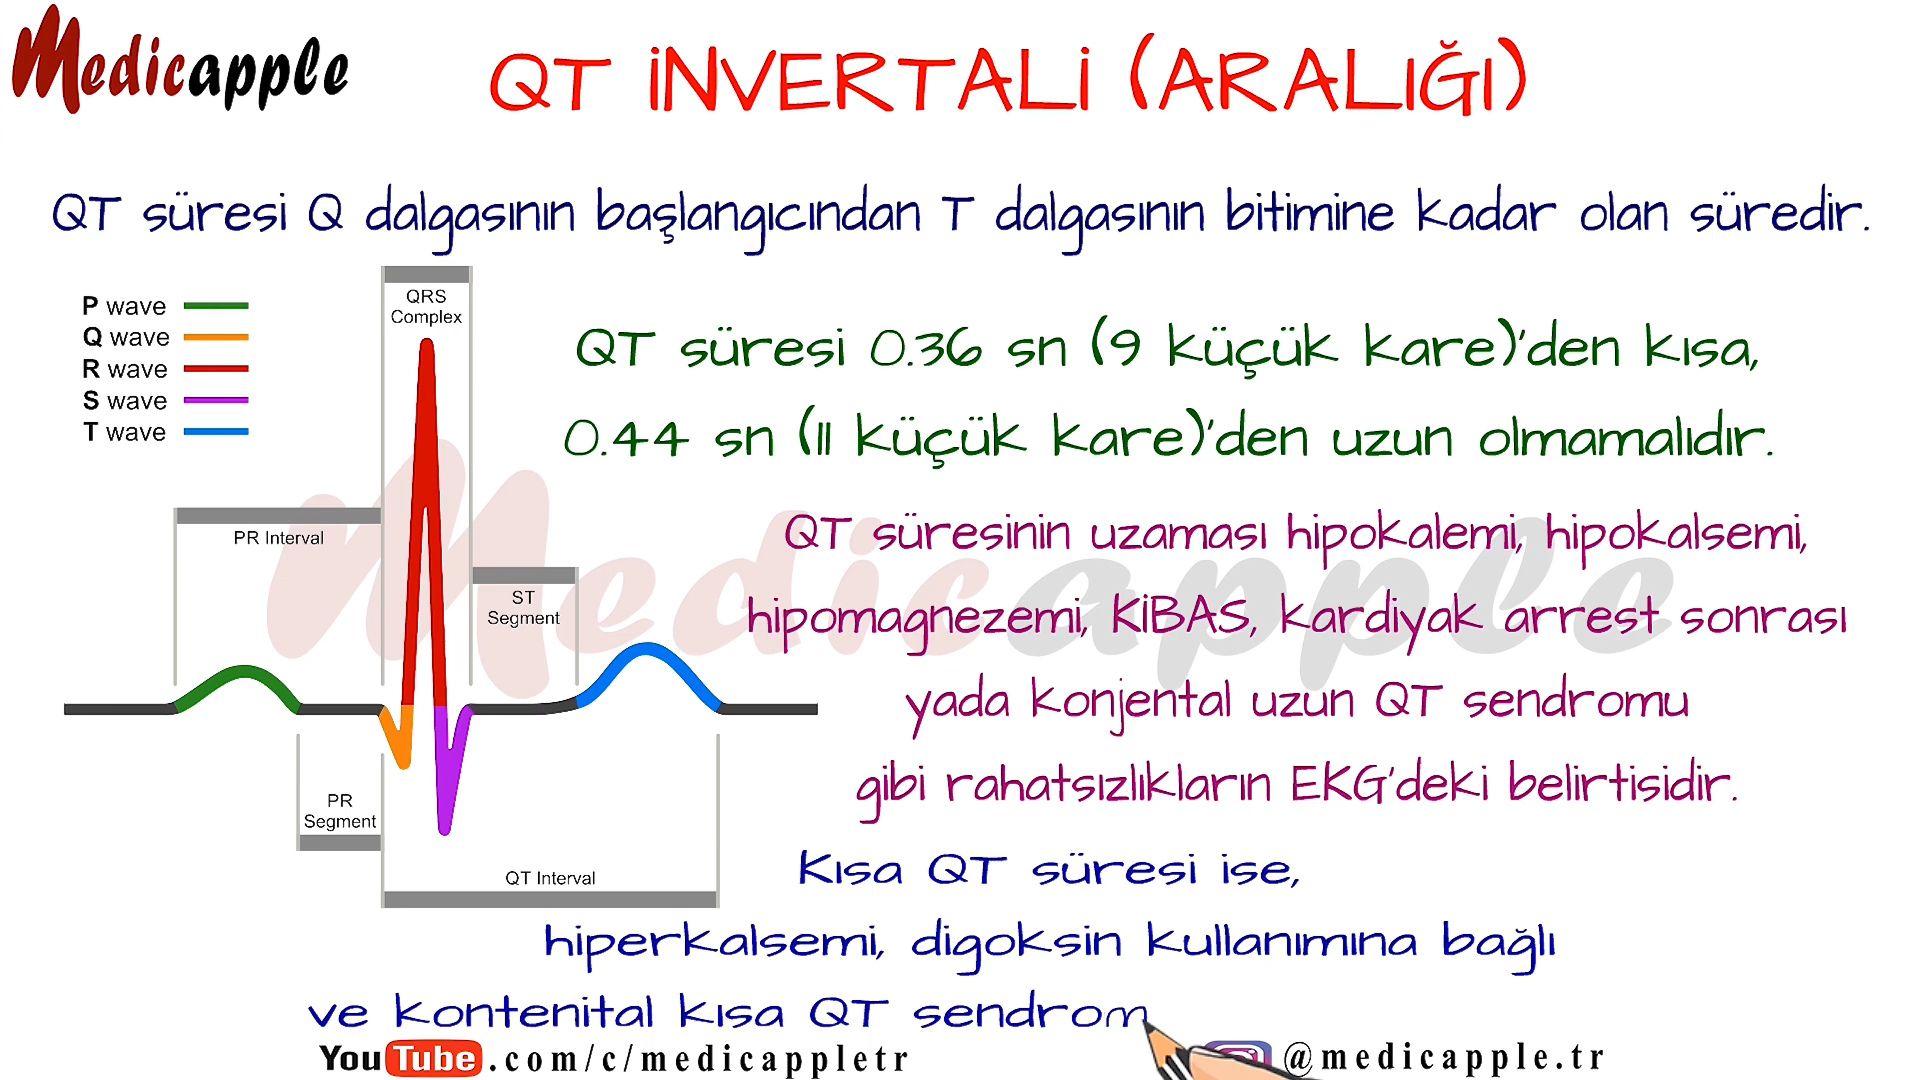 Medicapple
QT İNVERTALİ (ARALIĞI)
QT süresi Q dalgasının başlangıcından T dalgasının bitimine kadar olan süredir.
P wave
Q wave
R wave
S wave
T wave
QRS
Complex
QT süresi 0.36 sn (9 küçük kare)'den kısa,
0.44 sn (11 küçük kare)'den uzun olmamalıdır.
PR Interval
ST
Segment
QT süresinin uzaması hipokalemi, hipokalsemi,
hipomagnezemi, KİBAS, kardiyak arrest sonrası
yada konjental uzun QT sendromu
gibi rahatsızlıkların EKG'deki belirtisidir.
PR
Segment
QT Interval
Kısa QT süresi ise,
hiperkalsemi, digoksin kullanımına bağlı
ve kontenital kısa QT sendrom
Medicapple
YouTube.com/c/medicappletr
@medicapple.tr